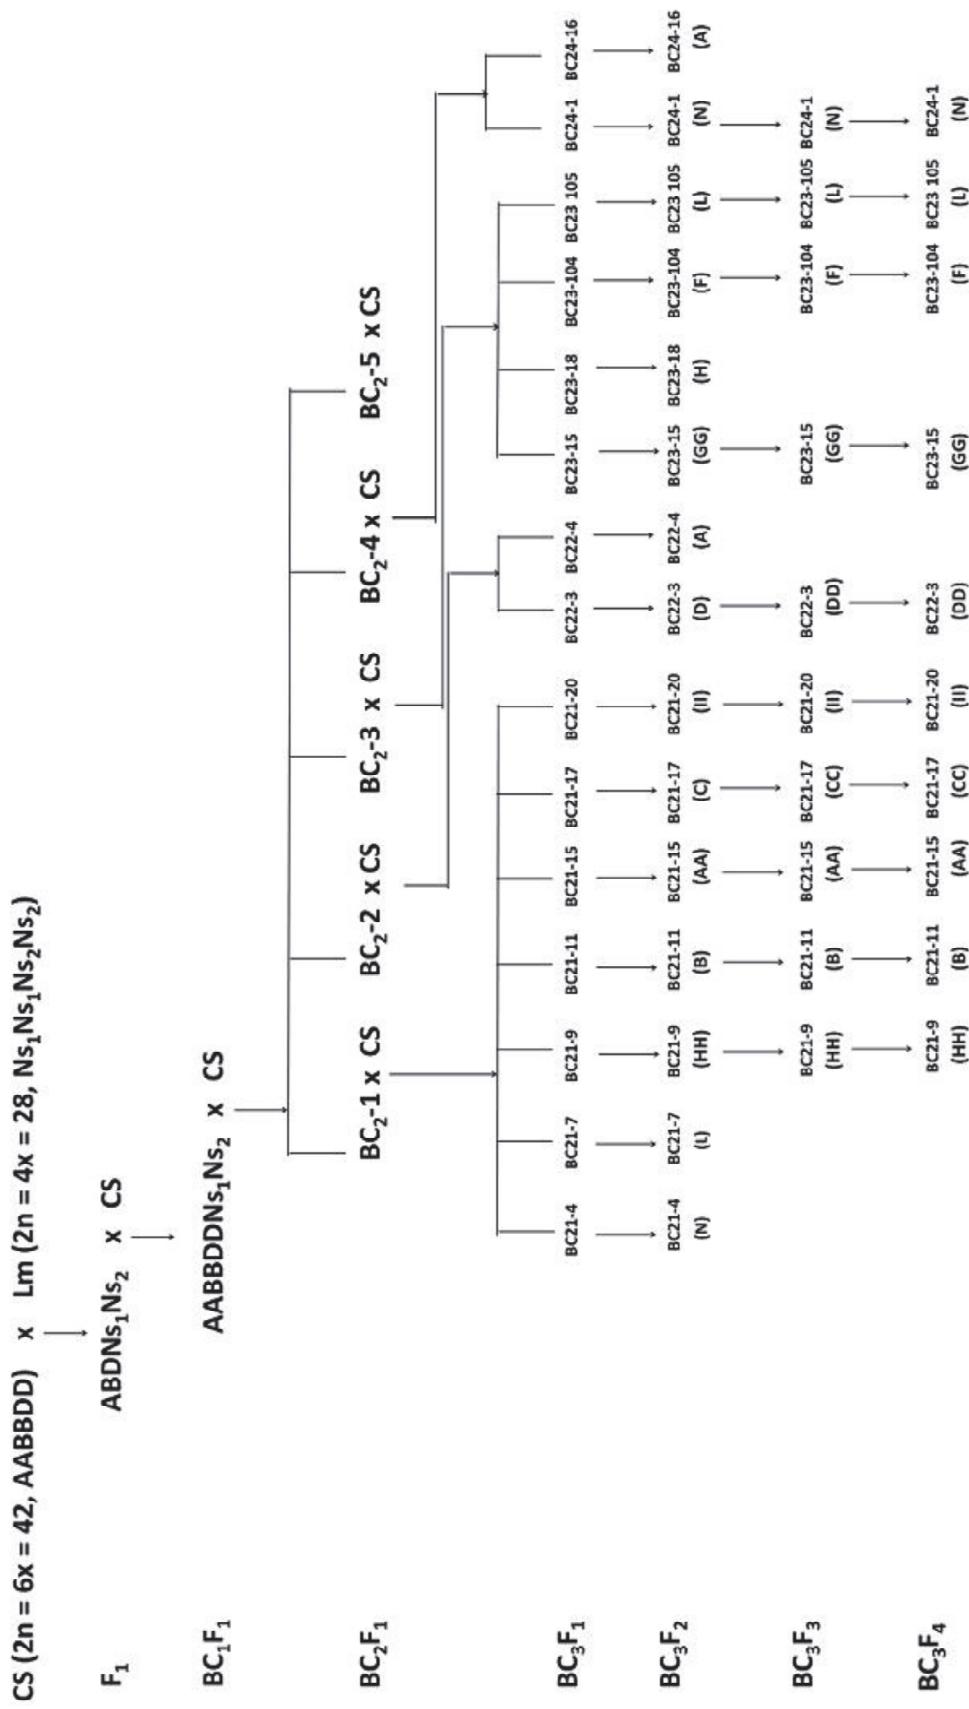 CS (2n = 6x = 42, AABBDD) x Lm (2n = 4x = 28, Ns₁Ns₁Ns₂Ns₂)
F₁ ABDNs₁Ns₂ x CS
BC₁F₁ AABBDDNs₁Ns₂ x CS
BC₂F₁ BC₂-1 x CS BC₂-2 x CS BC₂-3 x CS BC₂-4 x CS BC₂-5 x CS
BC₃F₁ BC21-4 BC21-7 BC21-9 BC21-11 BC21-15 BC21-17 BC21-20 BC22-3 BC22-4 BC23-15 BC23-18 BC23-104 BC23 105 BC24-1 BC24-16
BC₃F₂ BC21-4 BC21-7 BC21-9 BC21-11 BC21-15 BC21-17 BC21-20 BC22-3 BC22-4 BC23-15 BC23-18 BC23-104 BC23 105 BC24-1 BC24-16
(N) (L) (HH) (B) (AA) (C) (II) (D) (A) (GG) (H) (F) (L) (N) (A)
BC₃F₃ BC21-9 BC21-11 BC21-15 BC21-17 BC21-20 BC22-3 BC23-15 BC23-104 BC23-105 BC24-1
(HH) (B) (AA) (CC) (II) (DD) (GG) (F) (L) (N)
BC₃F₄ BC21-9 BC21-11 BC21-15 BC21-17 BC21-20 BC22-3 BC23-15 BC23-104 BC23 105 BC24-1
(HH) (B) (AA) (CC) (II) (DD) (GG) (F) (L) (N)